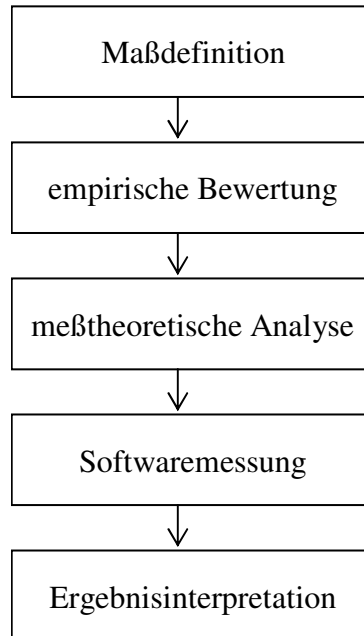 Maßdefinition
empirische Bewertung
meßtheoretische Analyse
Softwaremessung
Ergebnisinterpretation